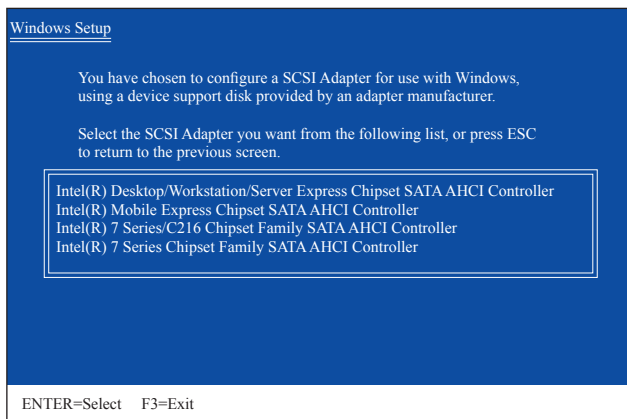 Windows Setup
You have chosen to configure a SCSI Adapter for use with Windows,
using a device support disk provided by an adapter manufacturer.
Select the SCSI Adapter you want from the following list, or press ESC
to return to the previous screen.
Intel(R) Desktop/Workstation/Server Express Chipset SATA AHCI Controller
Intel(R) Mobile Express Chipset SATA AHCI Controller
Intel(R) 7 Series/C216 Chipset Family SATA AHCI Controller
Intel(R) 7 Series Chipset Family SATA AHCI Controller
ENTER=Select F3=Exit